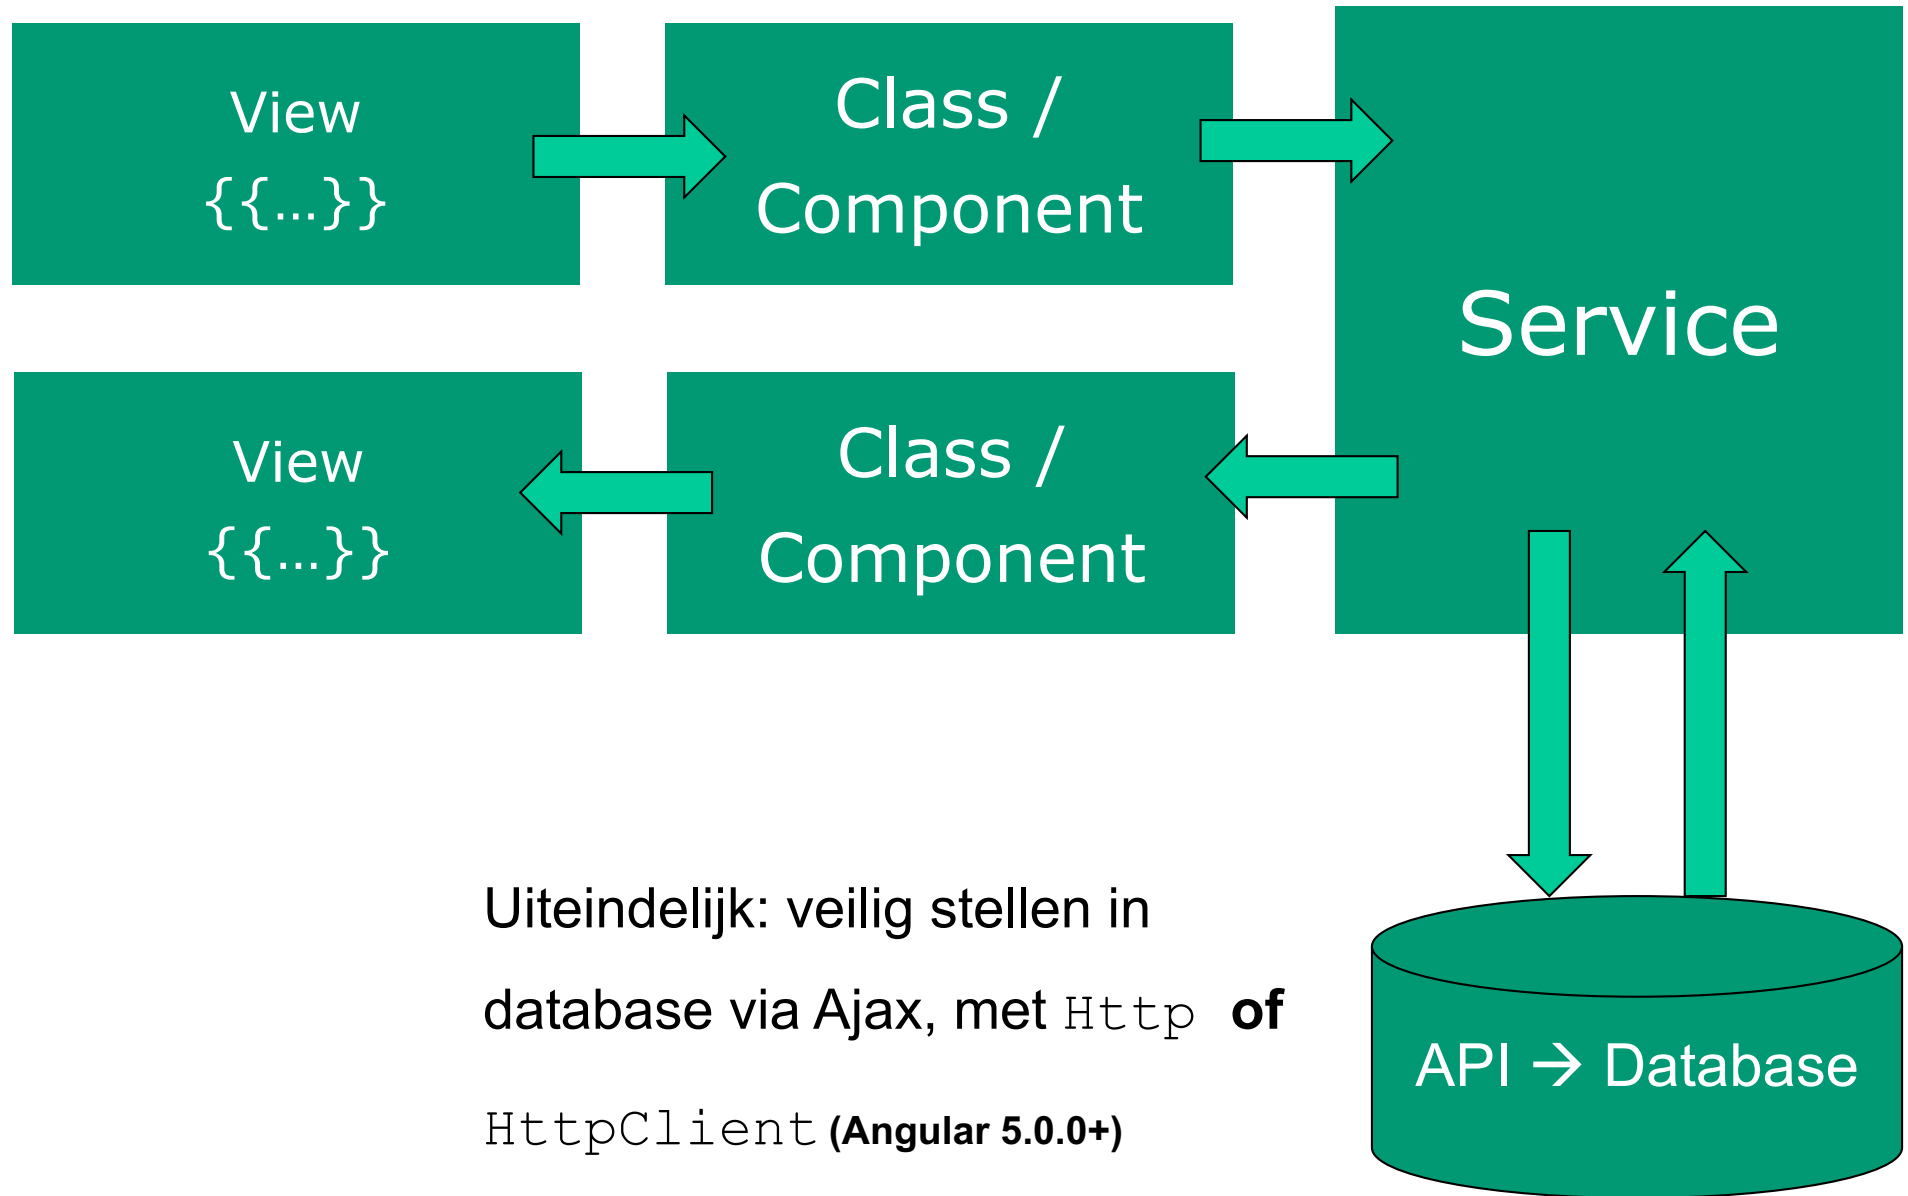 View
{{…}}
Class /
Component
Service
View
{{…}}
Class /
Component
Uiteindelijk: veilig stellen in
database via Ajax, met Http of
HttpClient (Angular 5.0.0+)
API → Database